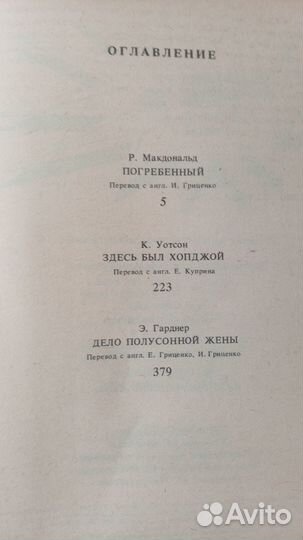 ОГЛАВЛЕНИЕ
Р. Макдональд
ПОГРЕБЕННЫЙ
Перевод с англ. И. Гриценко
5
К. Уотсон
ЗДЕСЬ БЫЛ ХОПДЖОЙ
Перевод с англ. Е. Куприна
223
Э. Гарднер
ДЕЛО ПОЛУСОННОЙ ЖЕНЫ
Перевод с англ. Е. Гриценко, И. Гриценко
379
Avito